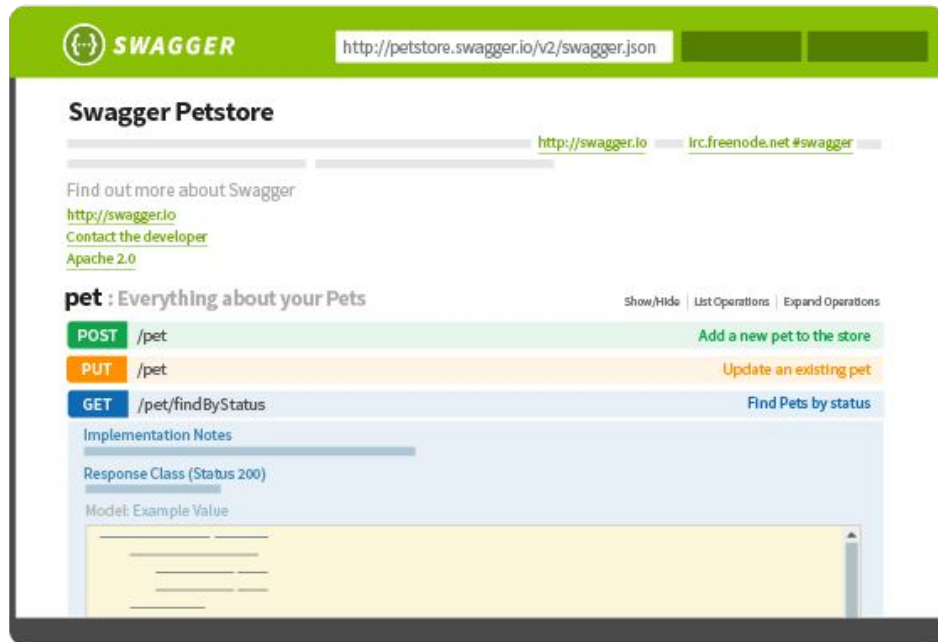 {...} SWAGGER http://petstore.swagger.io/v2/swagger.json
Swagger Petstore
http://swagger.io irc.freenode.net #swagger
Find out more about Swagger
http://swagger.io
Contact the developer
Apache 2.0
pet : Everything about your Pets Show/Hide | List Operations | Expand Operations
POST /pet Add a new pet to the store
PUT /pet Update an existing pet
GET /pet/findByStatus Find Pets by status
Implementation Notes
Response Class (Status 200)
Model: Example Value